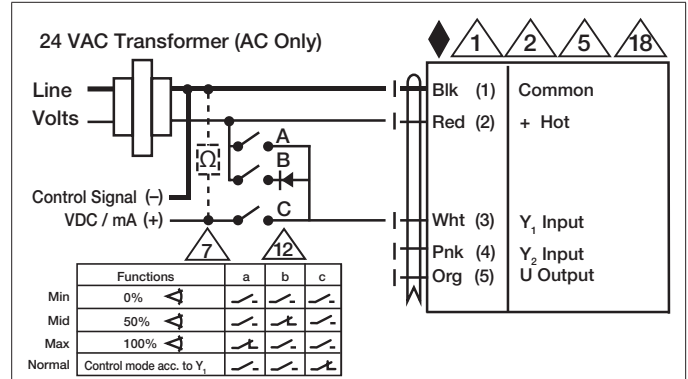 24 VAC Transformer (AC Only)
1 2 5 18
Line
Volts
Blk (1) Common
Red (2) + Hot
A
B
Ω
C
Control Signal (–)
VDC / mA (+)
Wht (3) Y₁ Input
Pnk (4) Y₂ Input
Org (5) U Output
7 12
Functions a b c
Min 0%
Mid 50%
Max 100%
Normal Control mode acc. to Y₁